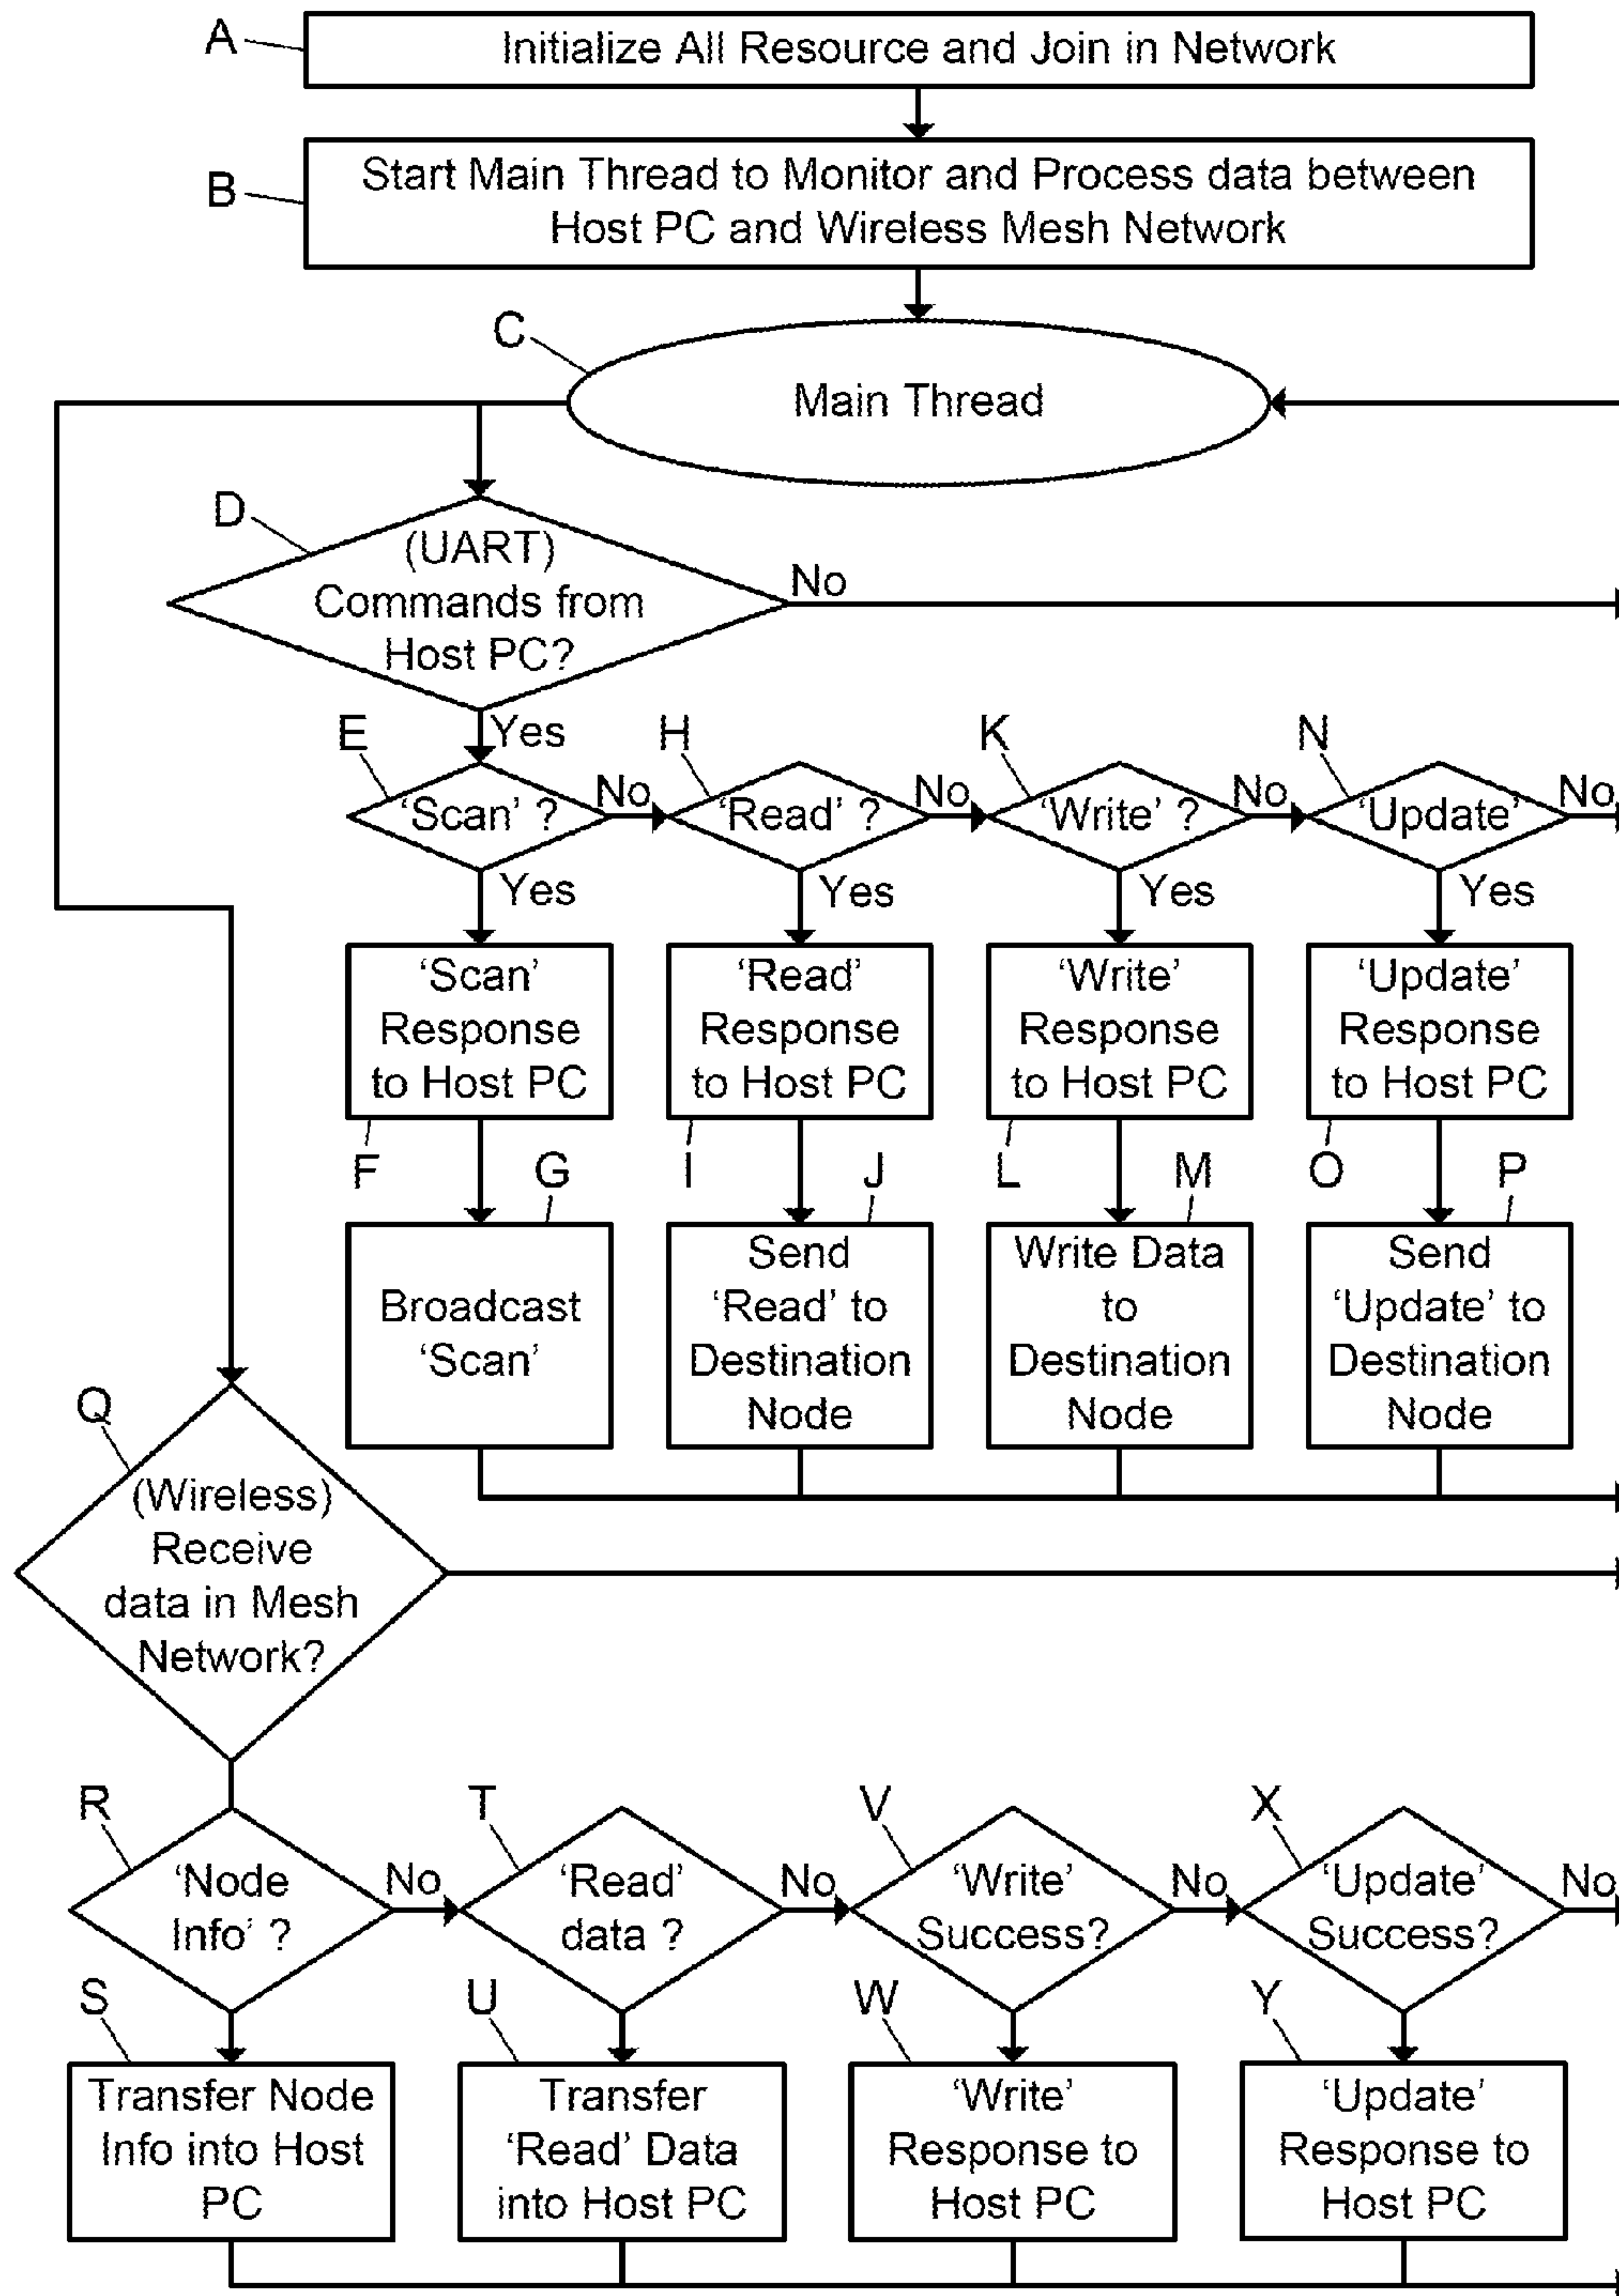 A
Initialize All Resource and Join in Network
B
Start Main Thread to Monitor and Process data between
Host PC and Wireless Mesh Network
C
Main Thread
D
(UART)
Commands from
Host PC?
No
Yes
E
H
K
N
'Scan' ?
No
'Read' ?
No
'Write' ?
No
'Update'
No
Yes
Yes
Yes
Yes
'Scan'
Response
to Host PC
'Read'
Response
to Host PC
'Write'
Response
to Host PC
'Update'
Response
to Host PC
F
G
I
J
L
M
O
P
Broadcast
'Scan'
Send
'Read' to
Destination
Node
Write Data
to
Destination
Node
Send
'Update' to
Destination
Node
Q
(Wireless)
Receive
data in Mesh
Network?
R
T
V
X
'Node
Info' ?
No
'Read'
data ?
No
'Write'
Success?
No
'Update'
Success?
No
S
U
W
Y
Transfer Node
Info into Host
PC
Transfer
'Read' Data
into Host PC
'Write'
Response to
Host PC
'Update'
Response to
Host PC